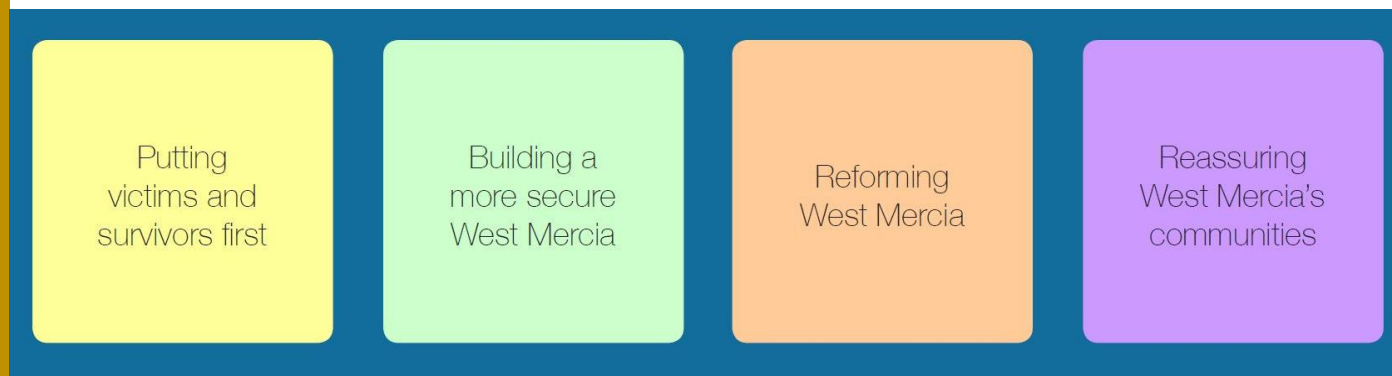 Putting
victims and
survivors first
Building a
more secure
West Mercia
Reforming
West Mercia
Reassuring
West Mercia's
communities